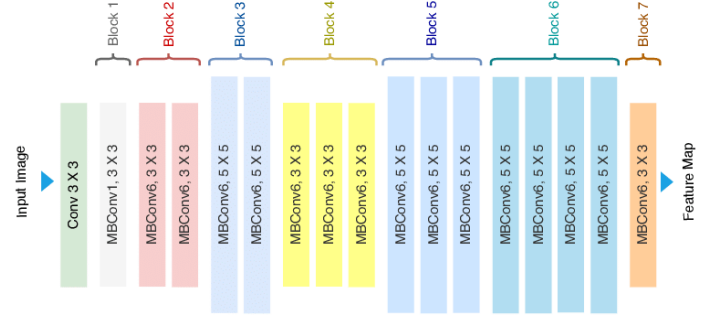 Block 1
Block 2
Block 3
Block 4
Block 5
Block 6
Block 7
Input Image
Conv 3 X 3
MBConv1, 3 X 3
MBConv6, 3 X 3
MBConv6, 3 X 3
MBConv6, 5 X 5
MBConv6, 5 X 5
MBConv6, 3 X 3
MBConv6, 3 X 3
MBConv6, 3 X 3
MBConv6, 5 X 5
MBConv6, 5 X 5
MBConv6, 5 X 5
MBConv6, 5 X 5
MBConv6, 5 X 5
MBConv6, 5 X 5
MBConv6, 5 X 5
MBConv6, 3 X 3
Feature Map